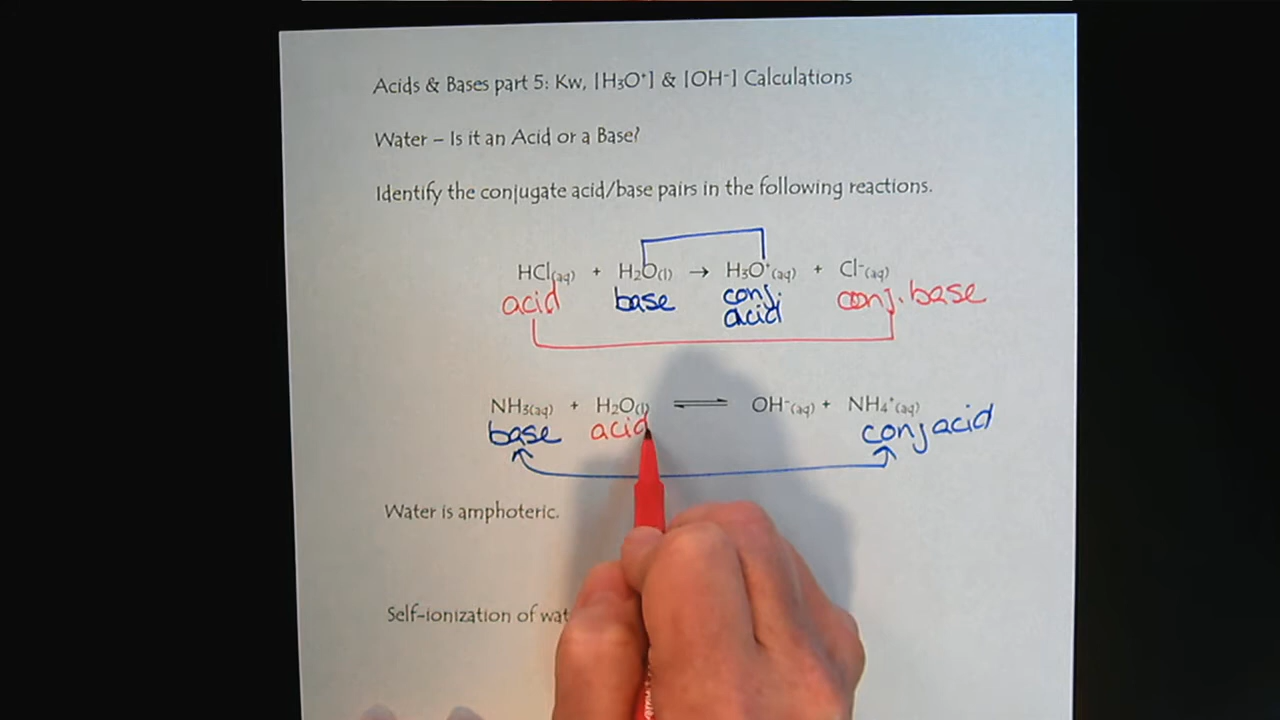 Acids & Bases part 5: Kw, [H₃O⁺] & [OH⁻] Calculations
Water – Is it an Acid or a Base?
Identify the conjugate acid/base pairs in the following reactions.
HCl(aq) + H₂O(l) → H₃O⁺(aq) + Cl⁻(aq)
acid base conj. acid conj. base
NH₃(aq) + H₂O(l) ⇌ OH⁻(aq) + NH₄⁺(aq)
base acid conj acid
Water is amphoteric.
Self-ionization of